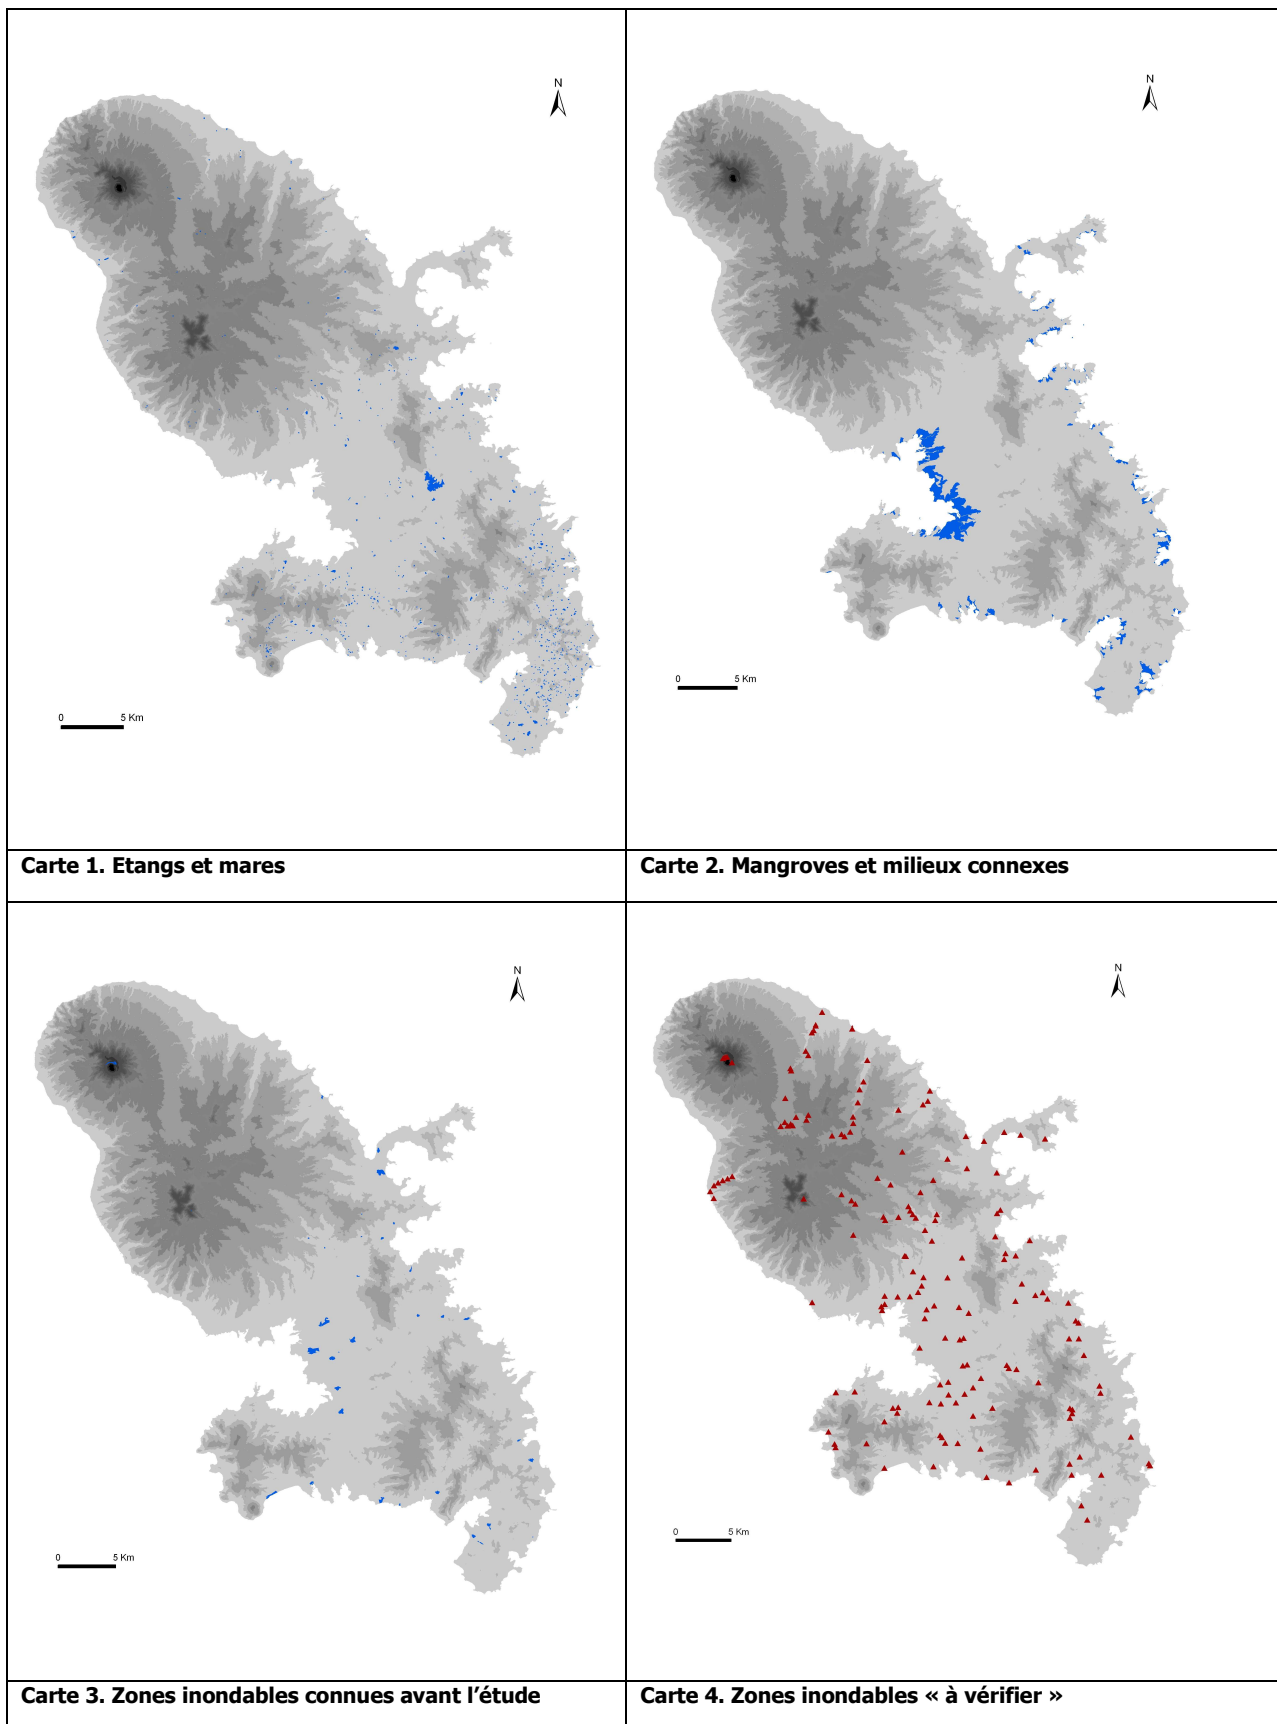 N
0 5 Km
Carte 1. Etangs et mares
N
0 5 Km
Carte 2. Mangroves et milieux connexes
N
0 5 Km
Carte 3. Zones inondables connues avant l’étude
N
0 5 Km
Carte 4. Zones inondables « à vérifier »